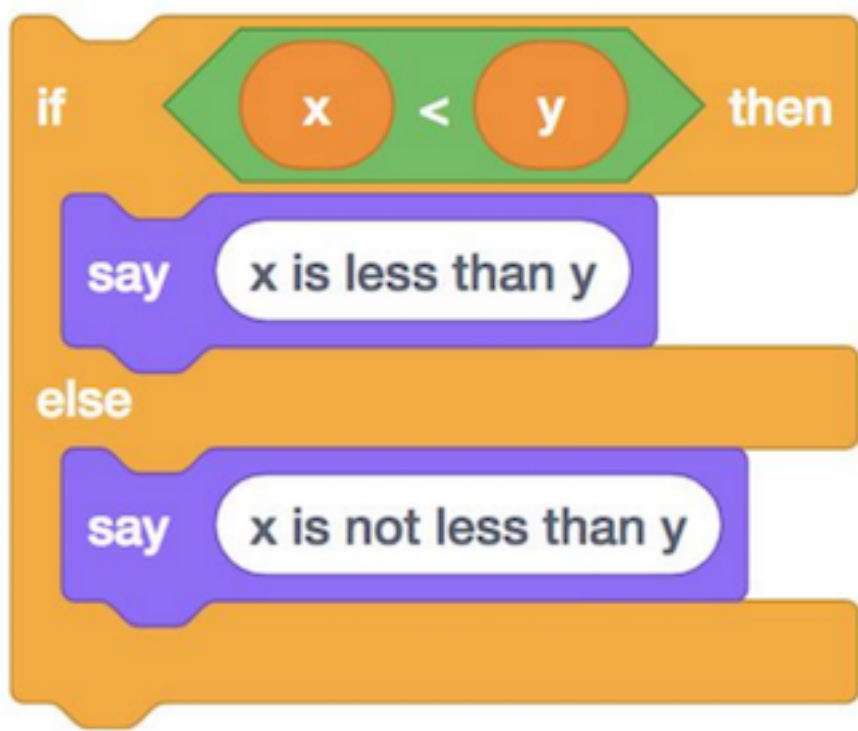 if x < y then
say x is less than y
else
say x is not less than y